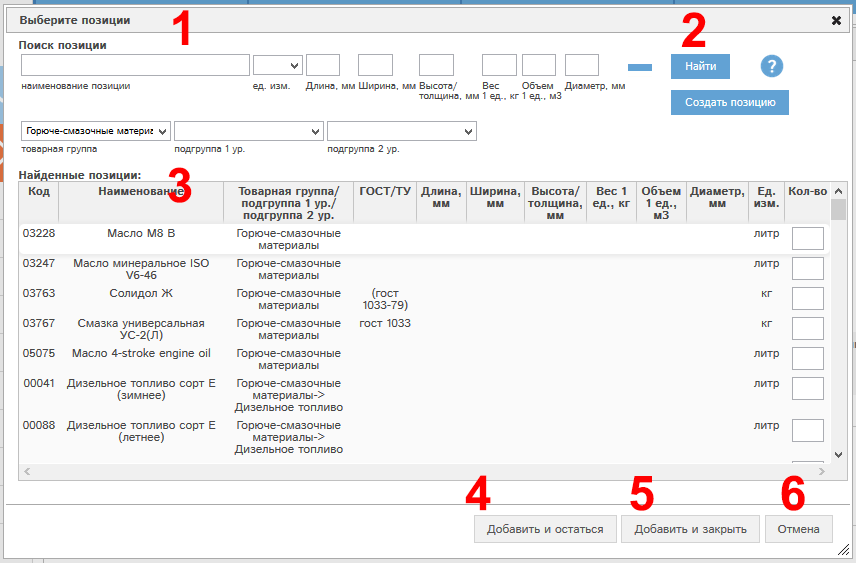 Выберите позиции
1
2
Поиск позиции
Найти
?
наименование позиции
ед. изм.
Длина, мм
Ширина, мм
Высота/
толщина, мм
Вес
1 ед., кг
Объем
1 ед., м3
Диаметр, мм
Создать позицию
Горюче-смазочные материа
товарная группа
подгруппа 1 ур.
подгруппа 2 ур.
Найденные позиции:
3
Код Наименование Товарная группа/ ГОСТ/ТУ Длина, Ширина, Высота/ Вес 1 Объем Диаметр, Ед. Кол-во
подгруппа 1 ур./ мм мм толщина, ед., кг 1 ед., мм изм.
подгруппа 2 ур. мм м3
03228 Масло М8 В Горюче-смазочные литр
материалы
03247 Масло минеральное ISO Горюче-смазочные литр
V6-46 материалы
03763 Солидол Ж Горюче-смазочные (гост кг
материалы 1033-79)
03767 Смазка универсальная Горюче-смазочные гост 1033 кг
УС-2(Л) материалы
05075 Масло 4-stroke engine oil Горюче-смазочные литр
материалы
00041 Дизельное топливо сорт Е Горюче-смазочные литр
(зимнее) материалы->
Дизельное топливо
00088 Дизельное топливо сорт Е Горюче-смазочные литр
(летнее) материалы->
Дизельное топливо
4
5
6
Добавить и остаться
Добавить и закрыть
Отмена